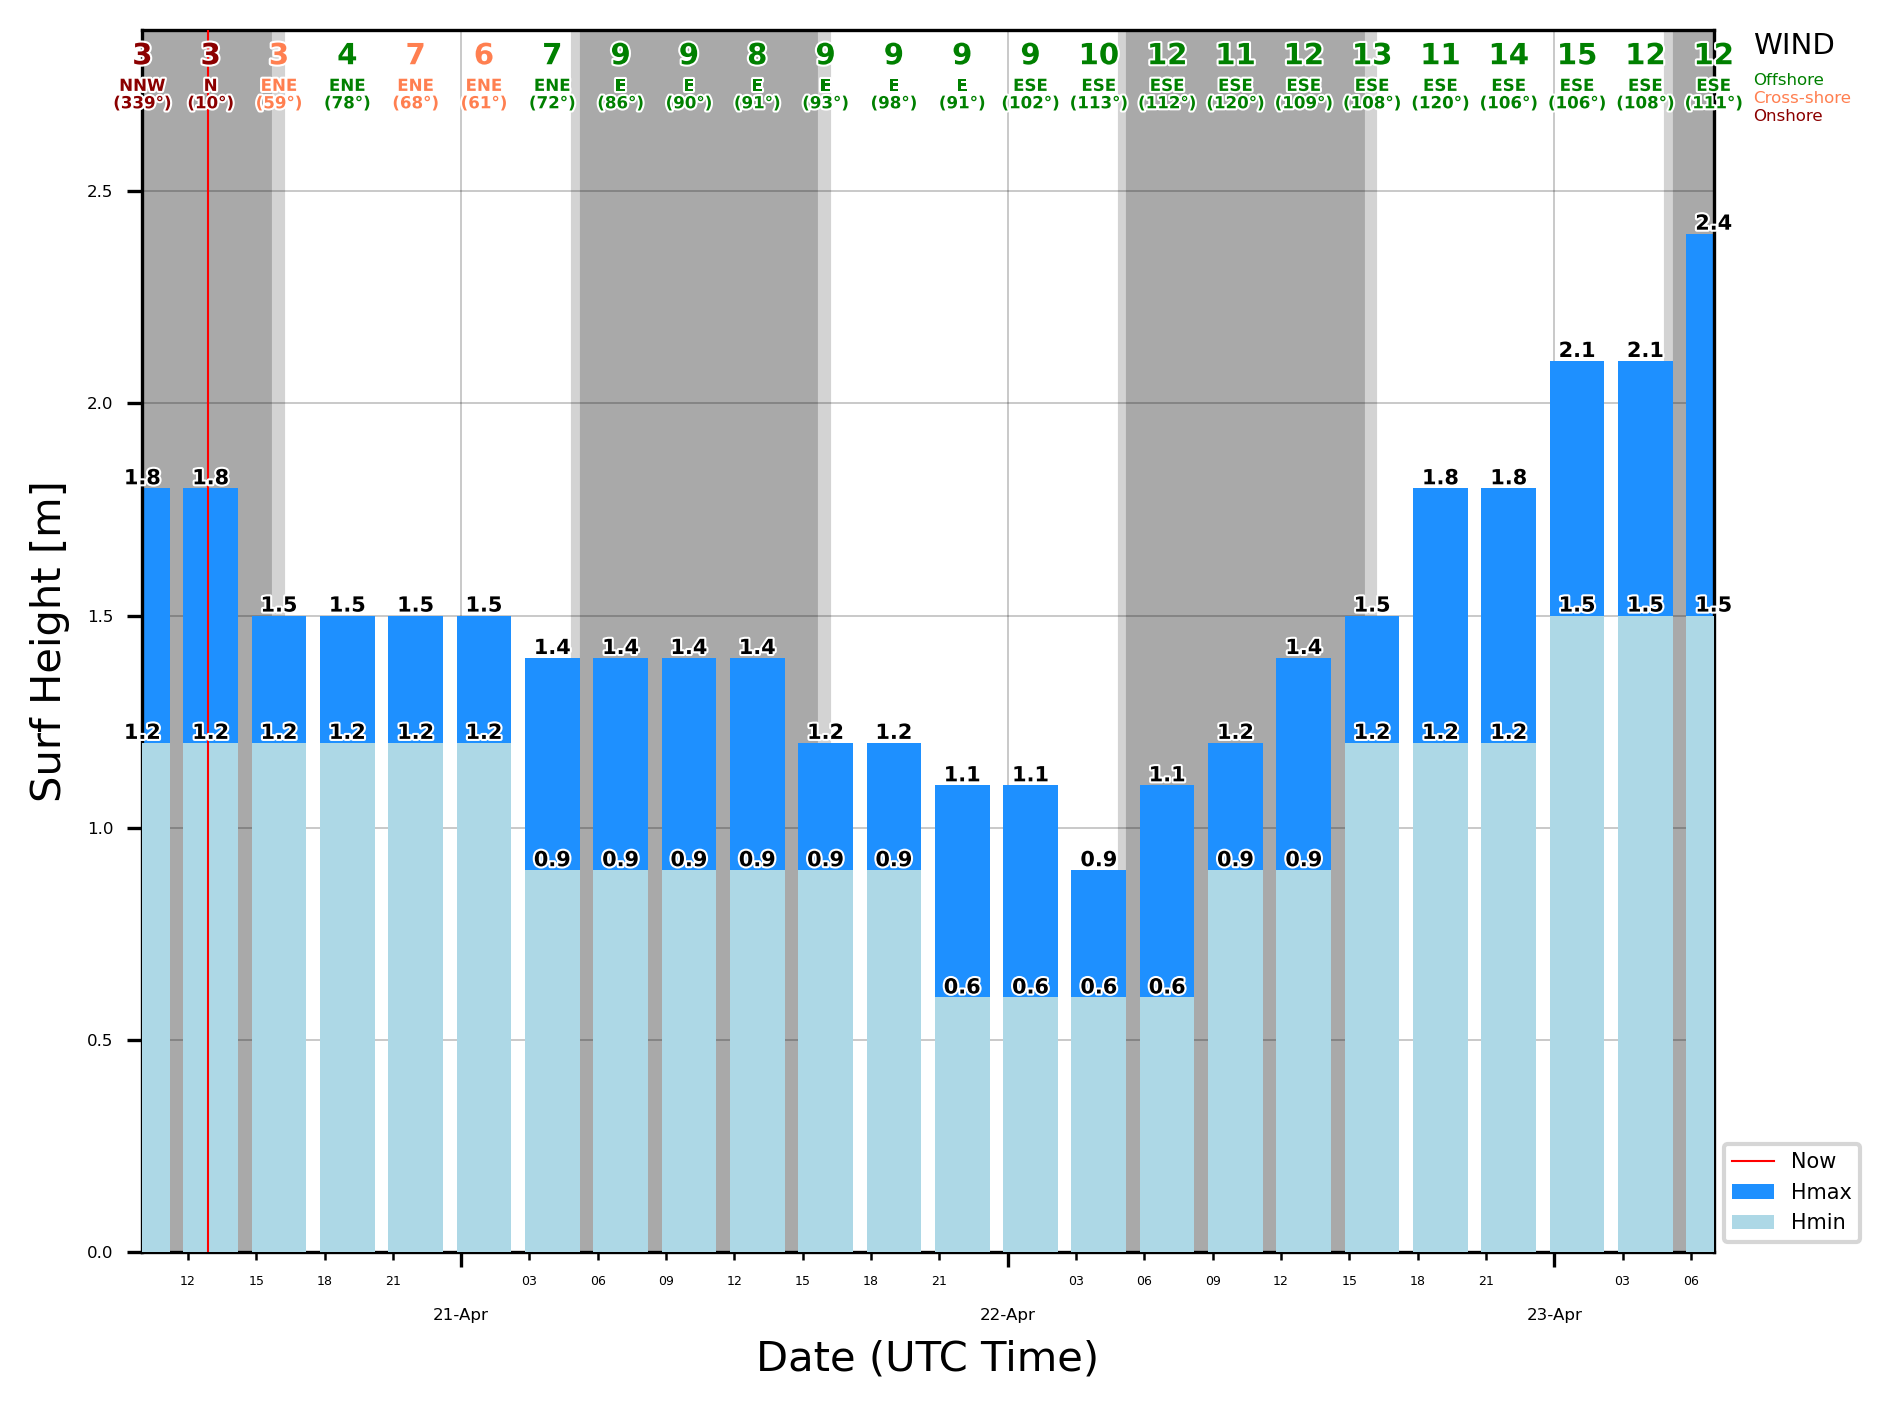 3 3 3 4 7 6 7 9 9 8 9 9 9 9 10 12 11 12 13 11 14 15 12 12 WIND
NNW N ENE ENE ENE ENE ENE E E E E E E ESE ESE ESE ESE ESE ESE ESE ESE ESE ESE ESE Offshore
(339°) (10°) (59°) (78°) (68°) (61°) (72°) (86°) (90°) (91°) (93°) (98°) (91°) (102°) (113°) (112°) (120°) (109°) (108°) (120°) (106°) (106°) (108°) (111°) Cross-shore
Onshore
2.5
2.4
2.1 2.1
2.0
1.8 1.8 1.8 1.8
1.5 1.5 1.5 1.5 1.5 1.5 1.5 1.5
1.5
1.4 1.4 1.4 1.4 1.4
1.2 1.2 1.2 1.2 1.2 1.2 1.2 1.2 1.2 1.2 1.2 1.2
1.1 1.1 1.1
1.0
0.9 0.9 0.9 0.9 0.9 0.9 0.9 0.9 0.9
0.6 0.6 0.6 0.6
0.5
0.0
Surf Height [m]
Now
Hmax
Hmin
12 15 18 21 03 06 09 12 15 18 21 03 06 09 12 15 18 21 03 06
21-Apr 22-Apr 23-Apr
Date (UTC Time)